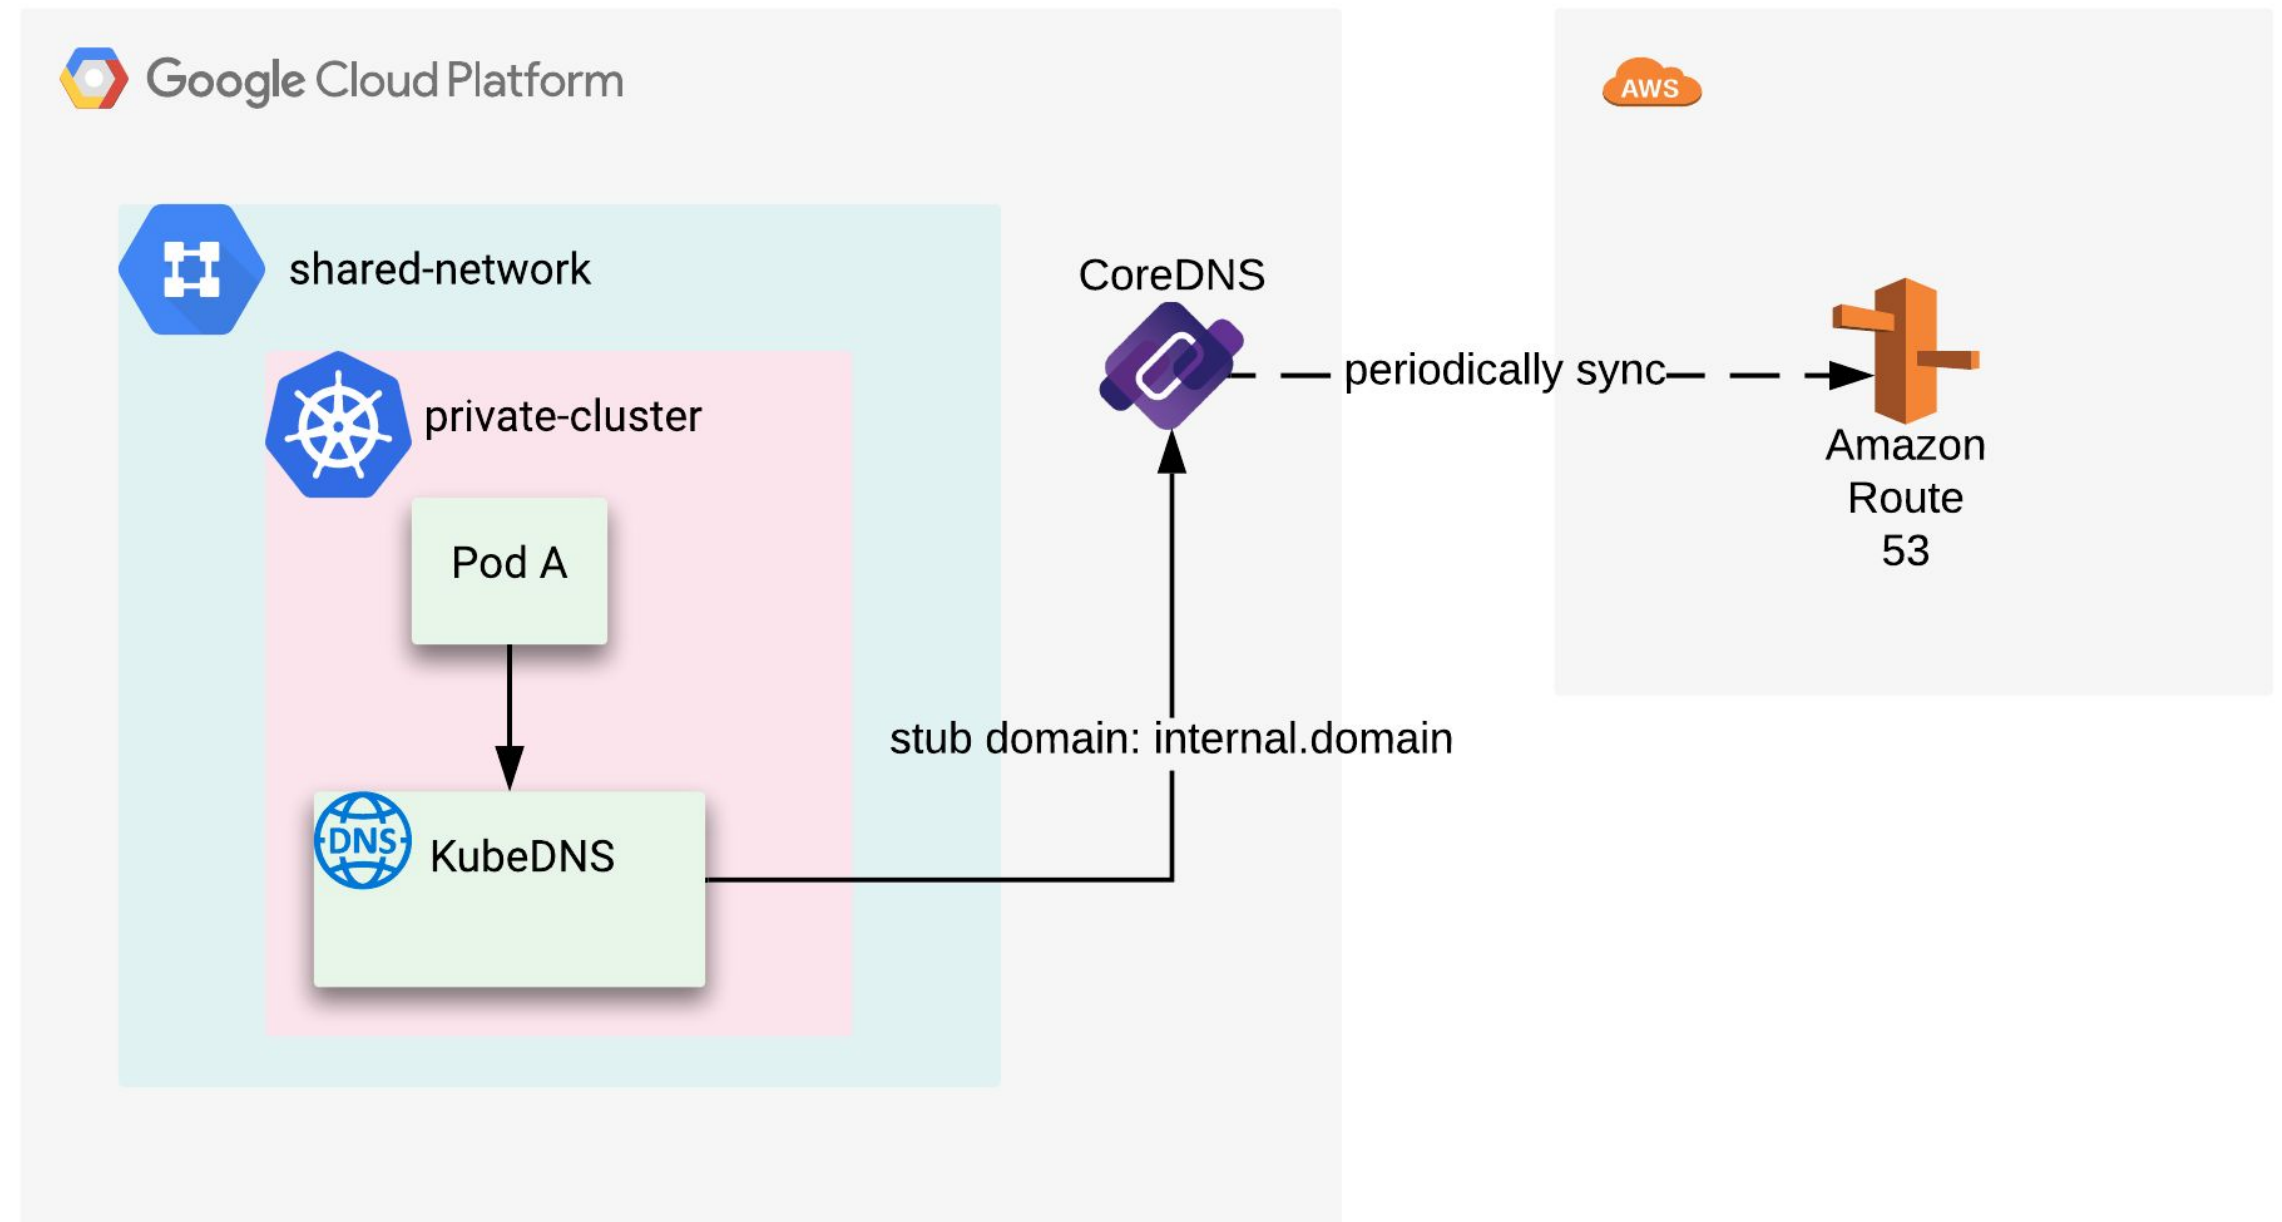 Google Cloud Platform
AWS
shared-network
CoreDNS
periodically sync
private-cluster
Amazon
Route
53
Pod A
stub domain: internal.domain
DNS
KubeDNS